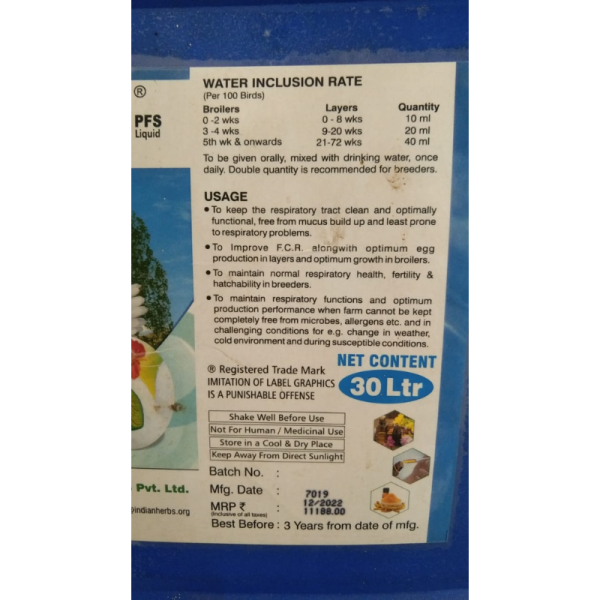 ®
PFS
Liquid
WATER INCLUSION RATE
(Per 100 Birds)
Broilers Layers Quantity
0 -2 wks 0 - 8 wks 10 ml
3 -4 wks 9-20 wks 20 ml
5th wk & onwards 21-72 wks 40 ml
To be given orally, mixed with drinking water, once
daily. Double quantity is recommended for breeders.
USAGE
• To keep the respiratory tract clean and optimally
functional, free from mucus build up and least prone
to respiratory problems.
• To Improve F.C.R. alongwith optimum egg
production in layers and optimum growth in broilers.
• To maintain normal respiratory health, fertility &
hatchability in breeders.
• To maintain respiratory functions and optimum
production performance when farm cannot be kept
completely free from microbes, allergens etc. and in
challenging conditions for e.g. change in weather,
cold environment and during susceptible conditions.
® Registered Trade Mark
IMITATION OF LABEL GRAPHICS
IS A PUNISHABLE OFFENSE
NET CONTENT
30 Ltr
Shake Well Before Use
Not For Human / Medicinal Use
Store in a Cool & Dry Place
Keep Away From Direct Sunlight
Pvt. Ltd.
indianherbs.org
Batch No. :
Mfg. Date : 7019
12/2022
MRP ₹ : 11188.00
(Inclusive of all taxes)
Best Before : 3 Years from date of mfg.